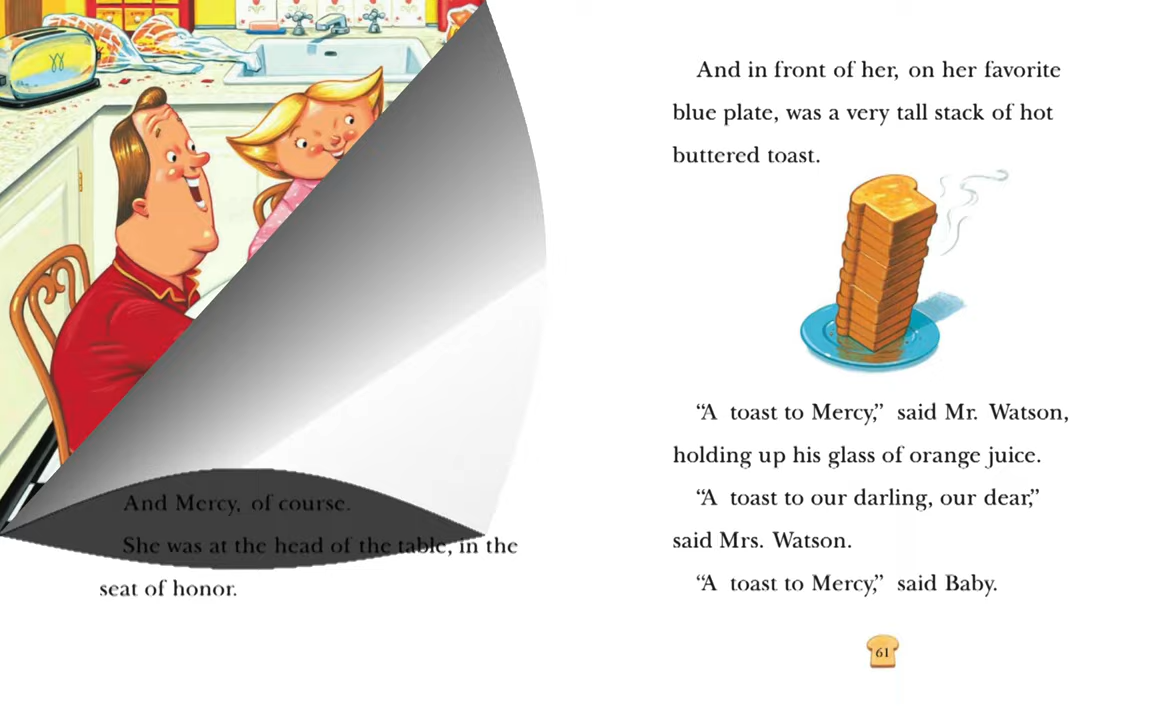 And Mercy, of course.
She was at the head of the table, in the
seat of honor.
And in front of her, on her favorite
blue plate, was a very tall stack of hot
buttered toast.
“A toast to Mercy,” said Mr. Watson,
holding up his glass of orange juice.
“A toast to our darling, our dear,”
said Mrs. Watson.
“A toast to Mercy,” said Baby.
61